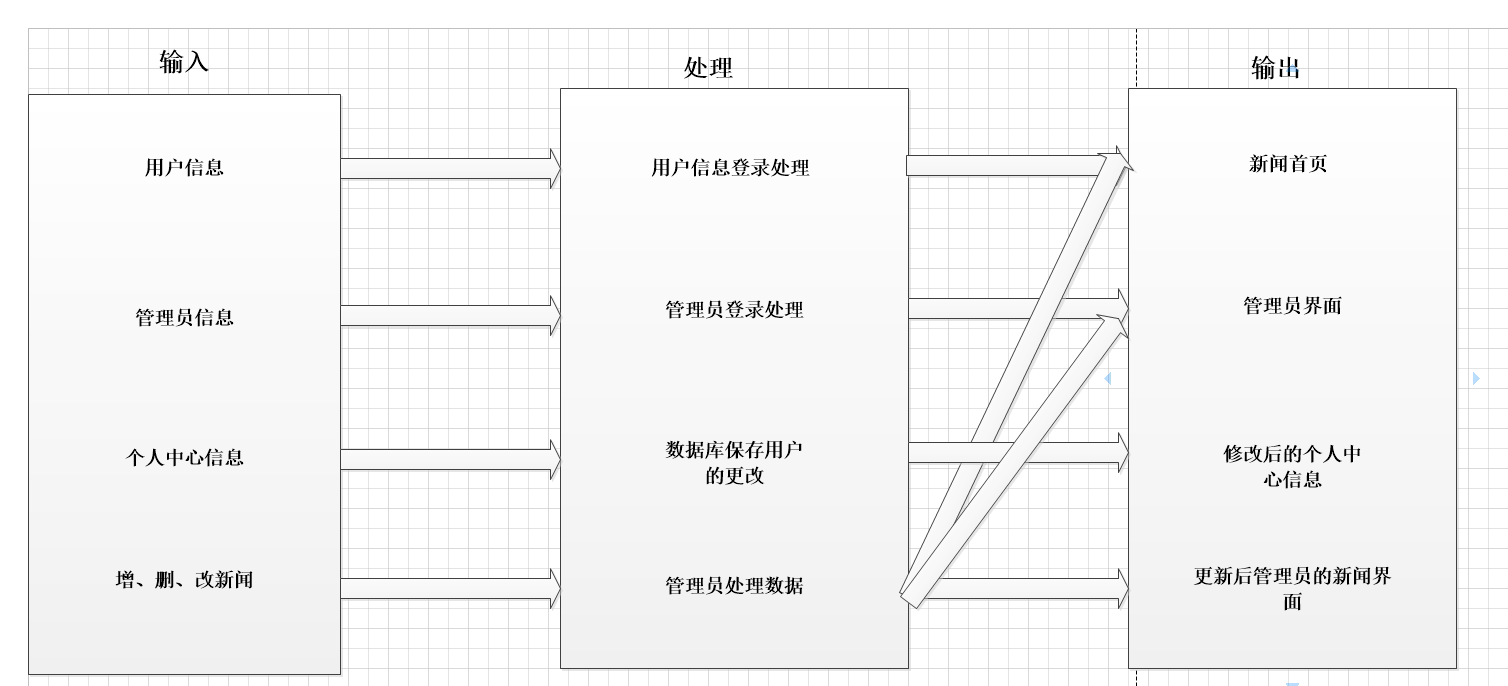 输入
处理
输出
用户信息
用户信息登录处理
新闻首页
管理员信息
管理员登录处理
管理员界面
个人中心信息
数据库保存用户
的更改
修改后的个人中
心信息
增、删、改新闻
管理员处理数据
更新后管理员的新闻界
面